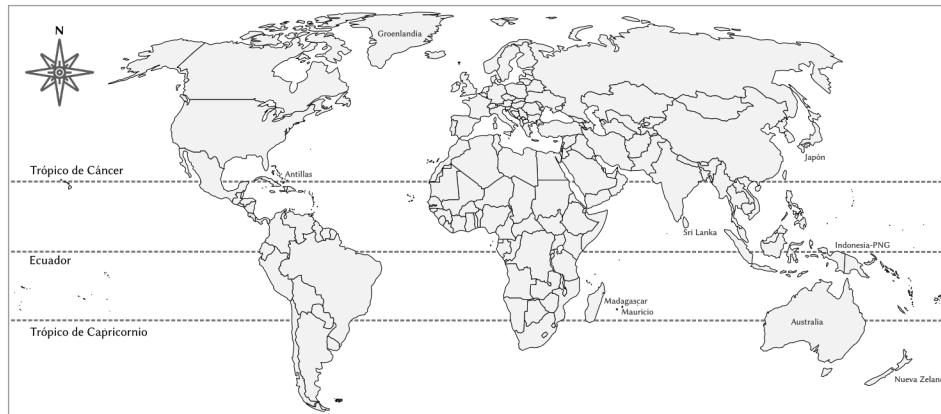 Groenlandia
N
Japón
Trópico de Cáncer
Antillas
Sri Lanka
Indonesia-PNG
Ecuador
Madagascar
Mauricio
Trópico de Capricornio
Australia
Nueva Zelan